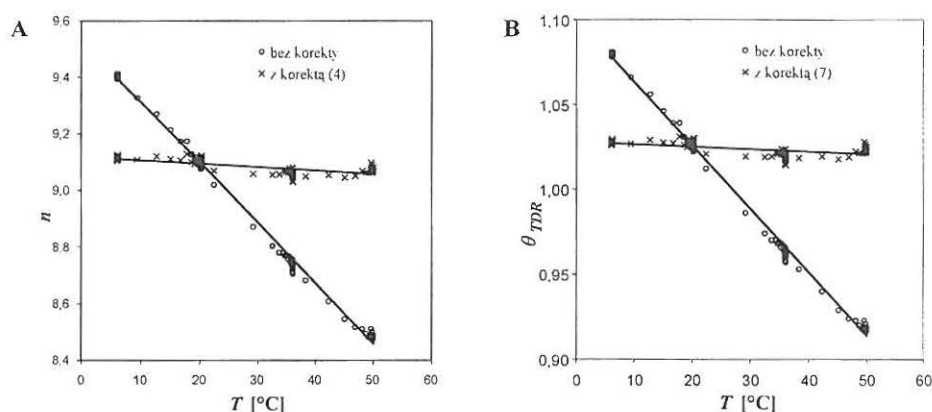 A
9.6
9.4
9,2
9.0
8.8
8,6
8.4
n
o bez korekty
× z korektą (4)
0 10 20 30 40 50 60
T [°C]
B
1,10
1,05
1,00
0,95
0,90
θTDR
o bez korekty
× z korektą (7)
0 10 20 30 40 50 60
T [°C]